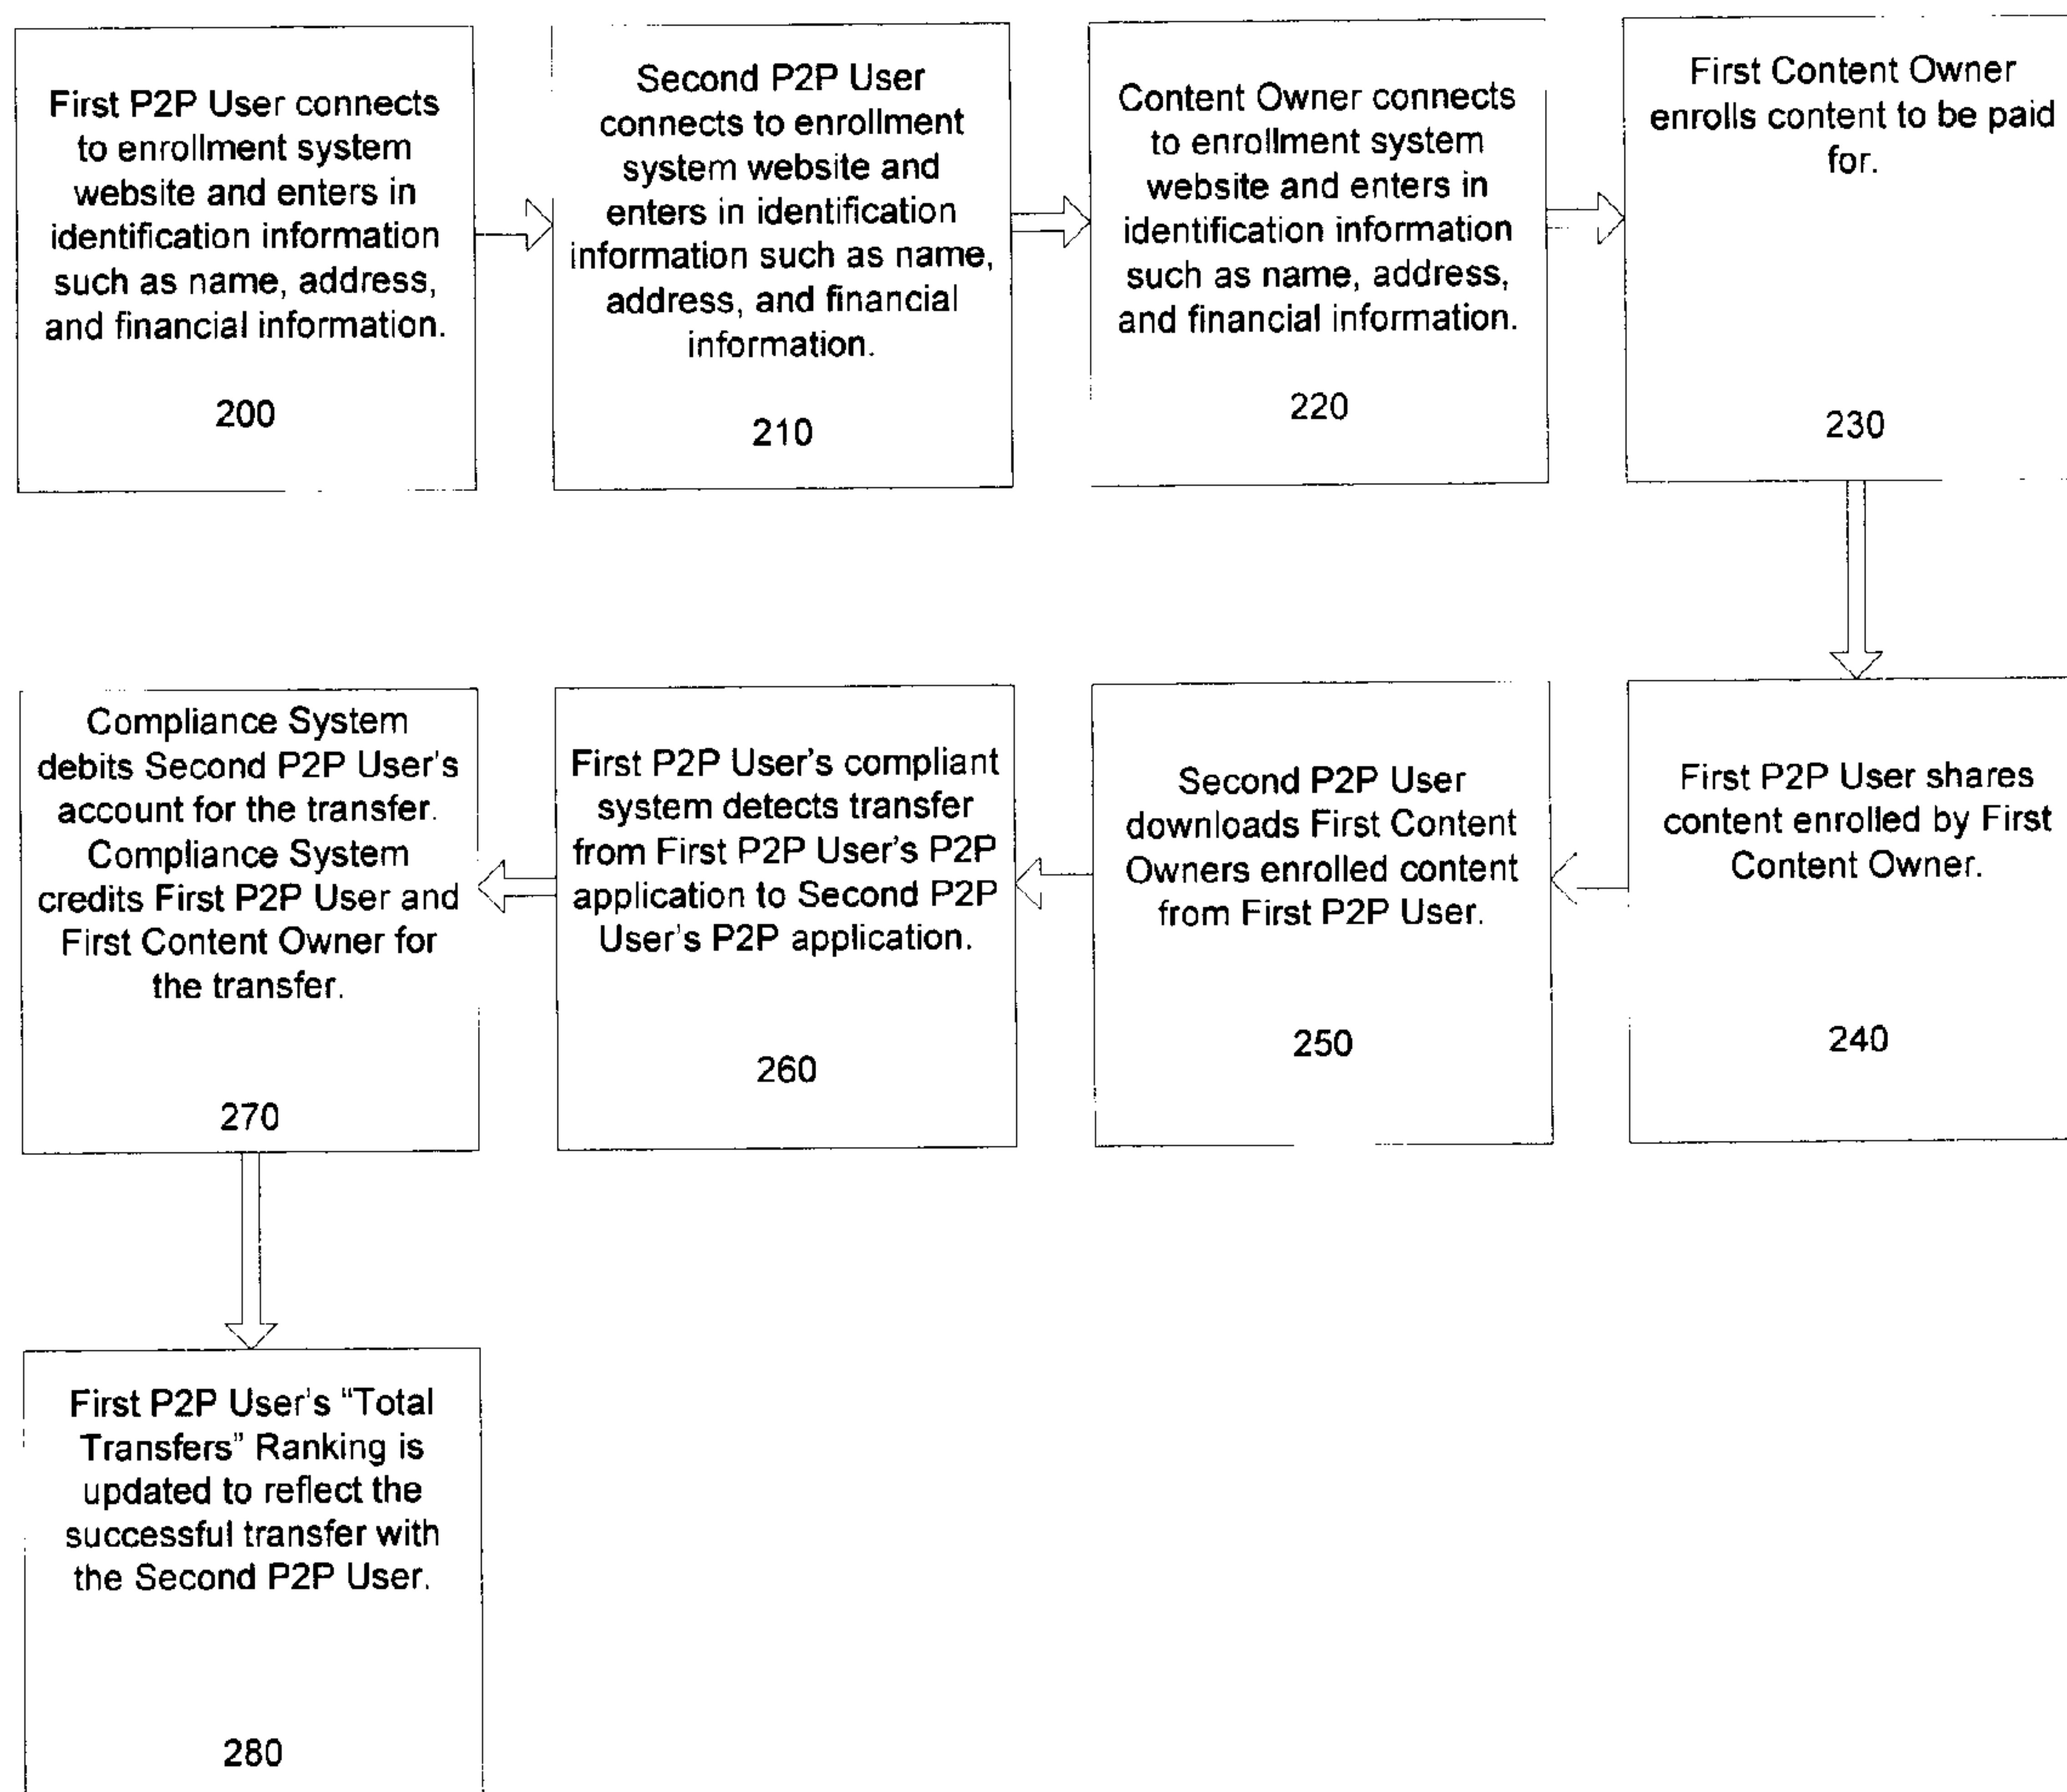 First P2P User connects
to enrollment system
website and enters in
identification information
such as name, address,
and financial information.
200
Second P2P User
connects to enrollment
system website and
enters in identification
information such as name,
address, and financial
information.
210
Content Owner connects
to enrollment system
website and enters in
identification information
such as name, address,
and financial information.
220
First Content Owner
enrolls content to be paid
for.
230
First P2P User shares
content enrolled by First
Content Owner.
240
Second P2P User
downloads First Content
Owners enrolled content
from First P2P User.
250
First P2P User's compliant
system detects transfer
from First P2P User's P2P
application to Second P2P
User's P2P application.
260
Compliance System
debits Second P2P User's
account for the transfer.
Compliance System
credits First P2P User and
First Content Owner for
the transfer.
270
First P2P User's “Total
Transfers” Ranking is
updated to reflect the
successful transfer with
the Second P2P User.
280